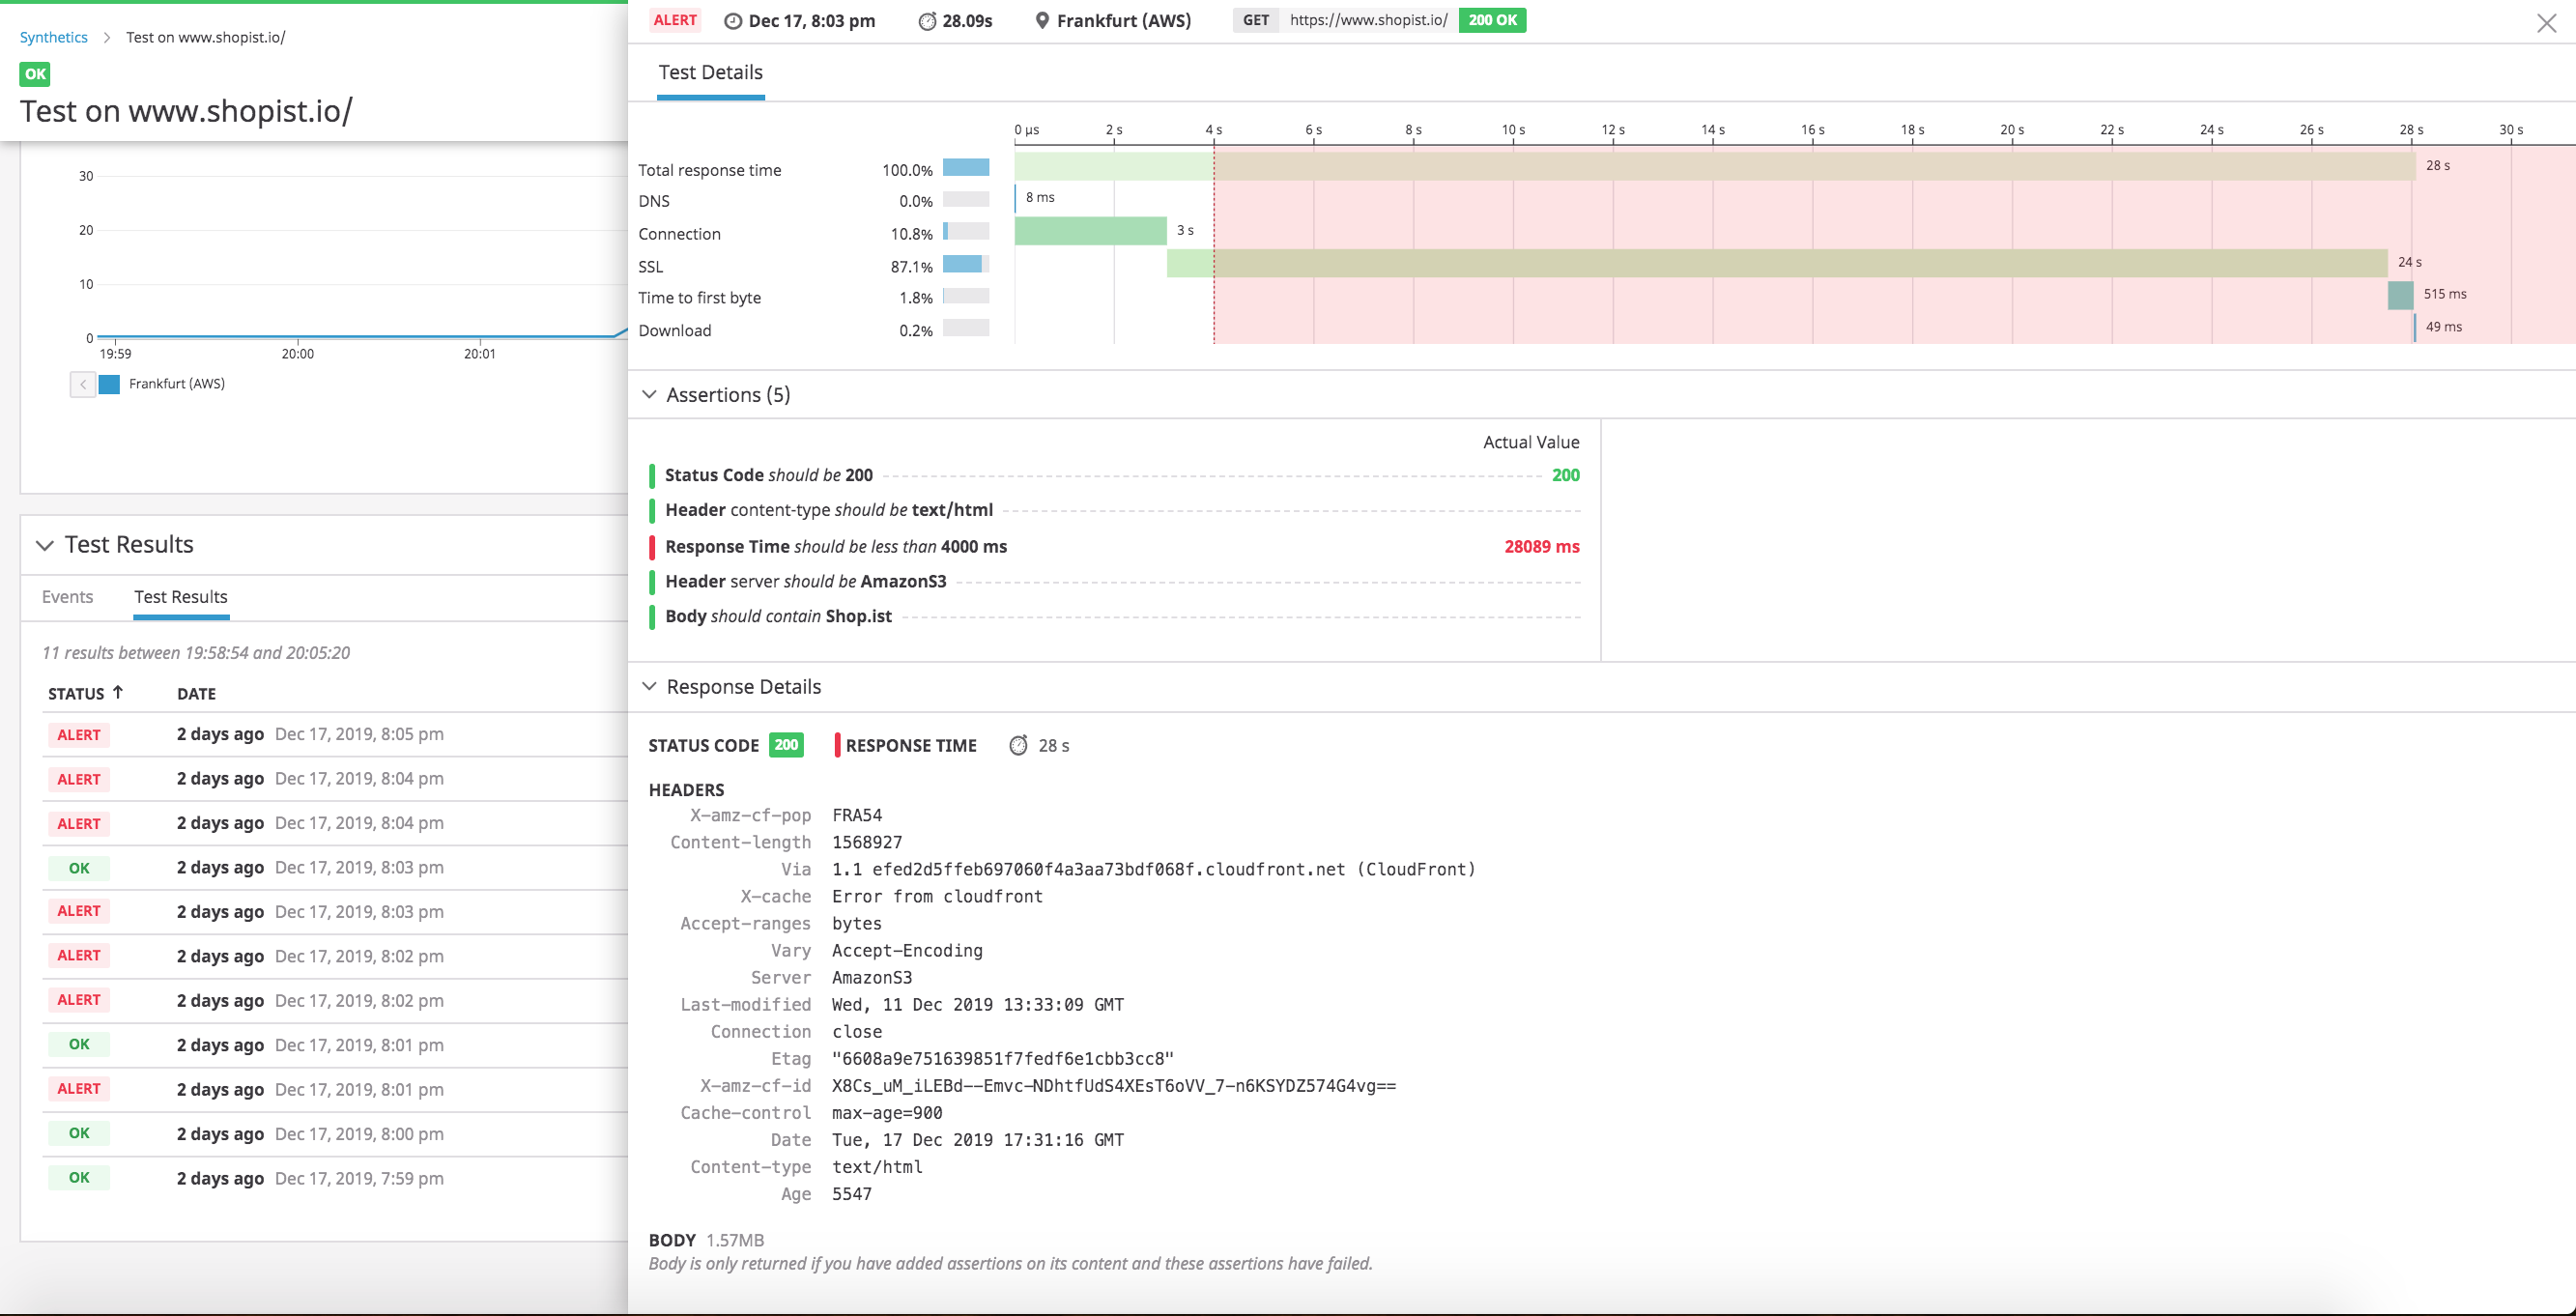 Synthetics > Test on www.shopist.io/
OK
Test on www.shopist.io/
30
20
10
0
19:59 20:00 20:01
Frankfurt (AWS)
Test Results
Events Test Results
11 results between 19:58:54 and 20:05:20
STATUS ↑ DATE
ALERT 2 days ago Dec 17, 2019, 8:05 pm
ALERT 2 days ago Dec 17, 2019, 8:04 pm
ALERT 2 days ago Dec 17, 2019, 8:04 pm
OK 2 days ago Dec 17, 2019, 8:03 pm
ALERT 2 days ago Dec 17, 2019, 8:03 pm
ALERT 2 days ago Dec 17, 2019, 8:02 pm
ALERT 2 days ago Dec 17, 2019, 8:02 pm
OK 2 days ago Dec 17, 2019, 8:01 pm
ALERT 2 days ago Dec 17, 2019, 8:01 pm
OK 2 days ago Dec 17, 2019, 8:00 pm
OK 2 days ago Dec 17, 2019, 7:59 pm
ALERT Dec 17, 8:03 pm 28.09s Frankfurt (AWS) GET https://www.shopist.io/ 200 OK
Test Details
0 µs 2 s 4 s 6 s 8 s 10 s 12 s 14 s 16 s 18 s 20 s 22 s 24 s 26 s 28 s 30 s
Total response time 100.0% 28 s
DNS 0.0% 8 ms
Connection 10.8% 3 s
SSL 87.1% 24 s
Time to first byte 1.8% 515 ms
Download 0.2% 49 ms
Assertions (5)
Actual Value
Status Code should be 200 200
Header content-type should be text/html
Response Time should be less than 4000 ms 28089 ms
Header server should be AmazonS3
Body should contain Shop.ist
Response Details
STATUS CODE 200 RESPONSE TIME 28 s
HEADERS
X-amz-cf-pop FRA54
Content-length 1568927
Via 1.1 efed2d5ffeb697060f4a3aa73bdf068f.cloudfront.net (CloudFront)
X-cache Error from cloudfront
Accept-ranges bytes
Vary Accept-Encoding
Server AmazonS3
Last-modified Wed, 11 Dec 2019 13:33:09 GMT
Connection close
Etag "6608a9e751639851f7fedf6e1cbb3cc8"
X-amz-cf-id X8Cs_uM_iLEBd--Emvc-NDhtfUdS4XEsT6oVV_7-n6KSYDZ574G4vg==
Cache-control max-age=900
Date Tue, 17 Dec 2019 17:31:16 GMT
Content-type text/html
Age 5547
BODY 1.57MB
Body is only returned if you have added assertions on its content and these assertions have failed.